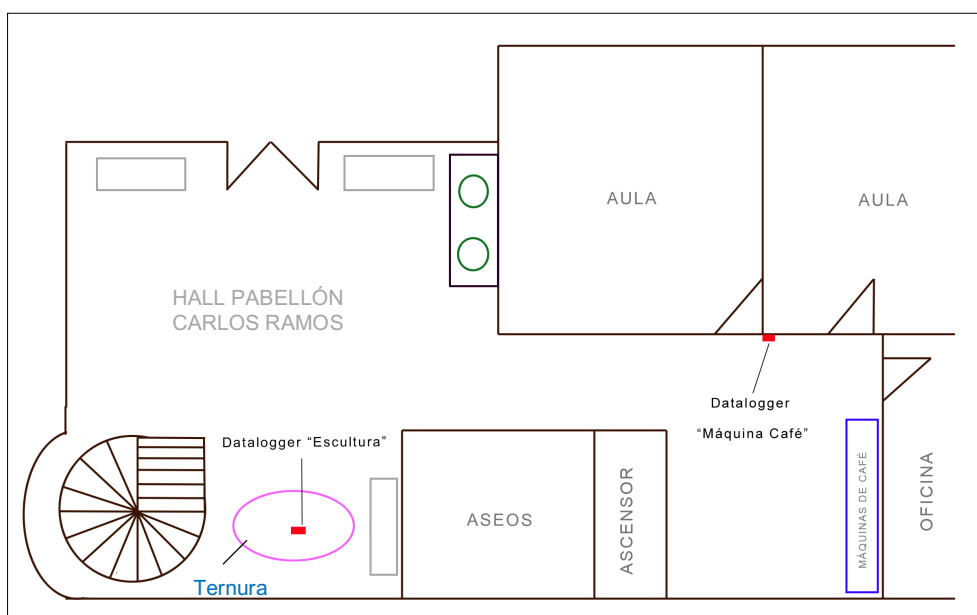 AULA
AULA
HALL PABELLÓN
CARLOS RAMOS
Datalogger
“Máquina Café”
Datalogger “Escultura”
ASEOS
ASCENSOR
MÁQUINAS DE CAFÉ
OFICINA
Ternura